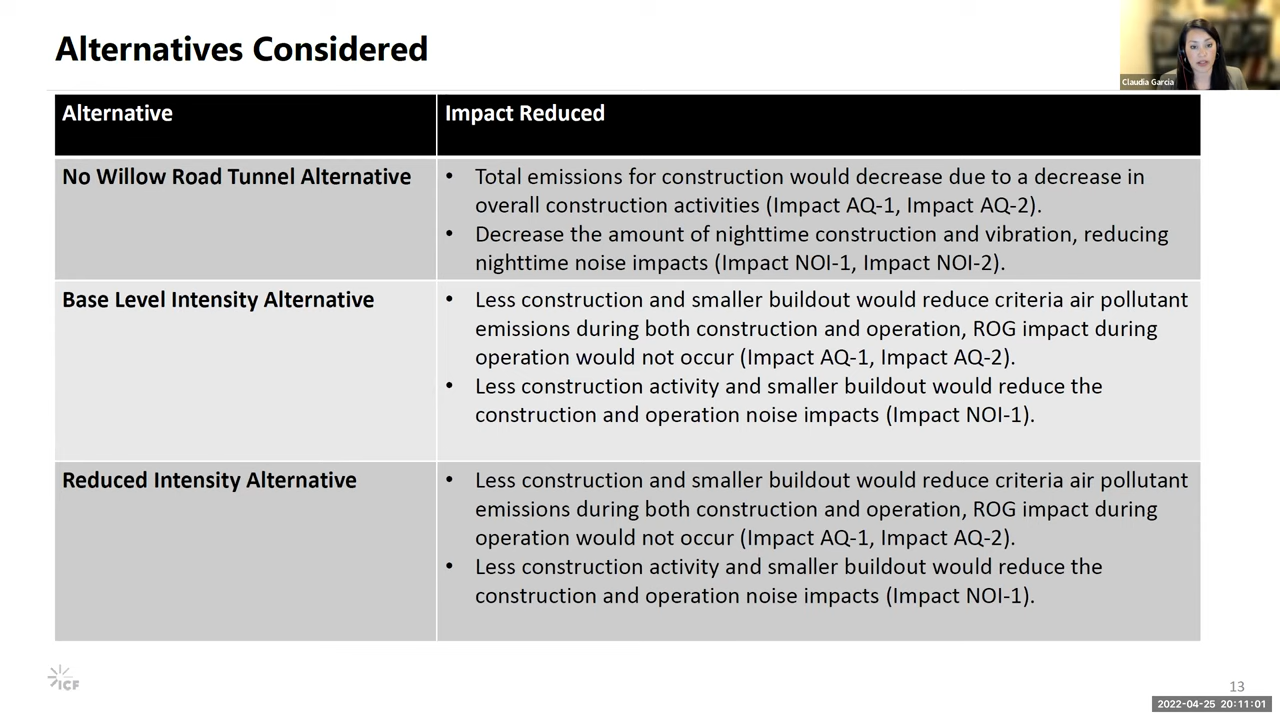 Alternatives Considered
Claudia Garcia
Alternative
Impact Reduced
No Willow Road Tunnel Alternative
• Total emissions for construction would decrease due to a decrease in
overall construction activities (Impact AQ-1, Impact AQ-2).
• Decrease the amount of nighttime construction and vibration, reducing
nighttime noise impacts (Impact NOI-1, Impact NOI-2).
Base Level Intensity Alternative
• Less construction and smaller buildout would reduce criteria air pollutant
emissions during both construction and operation, ROG impact during
operation would not occur (Impact AQ-1, Impact AQ-2).
• Less construction activity and smaller buildout would reduce the
construction and operation noise impacts (Impact NOI-1).
Reduced Intensity Alternative
• Less construction and smaller buildout would reduce criteria air pollutant
emissions during both construction and operation, ROG impact during
operation would not occur (Impact AQ-1, Impact AQ-2).
• Less construction activity and smaller buildout would reduce the
construction and operation noise impacts (Impact NOI-1).
ICF
13
2022-04-25 20:11:01